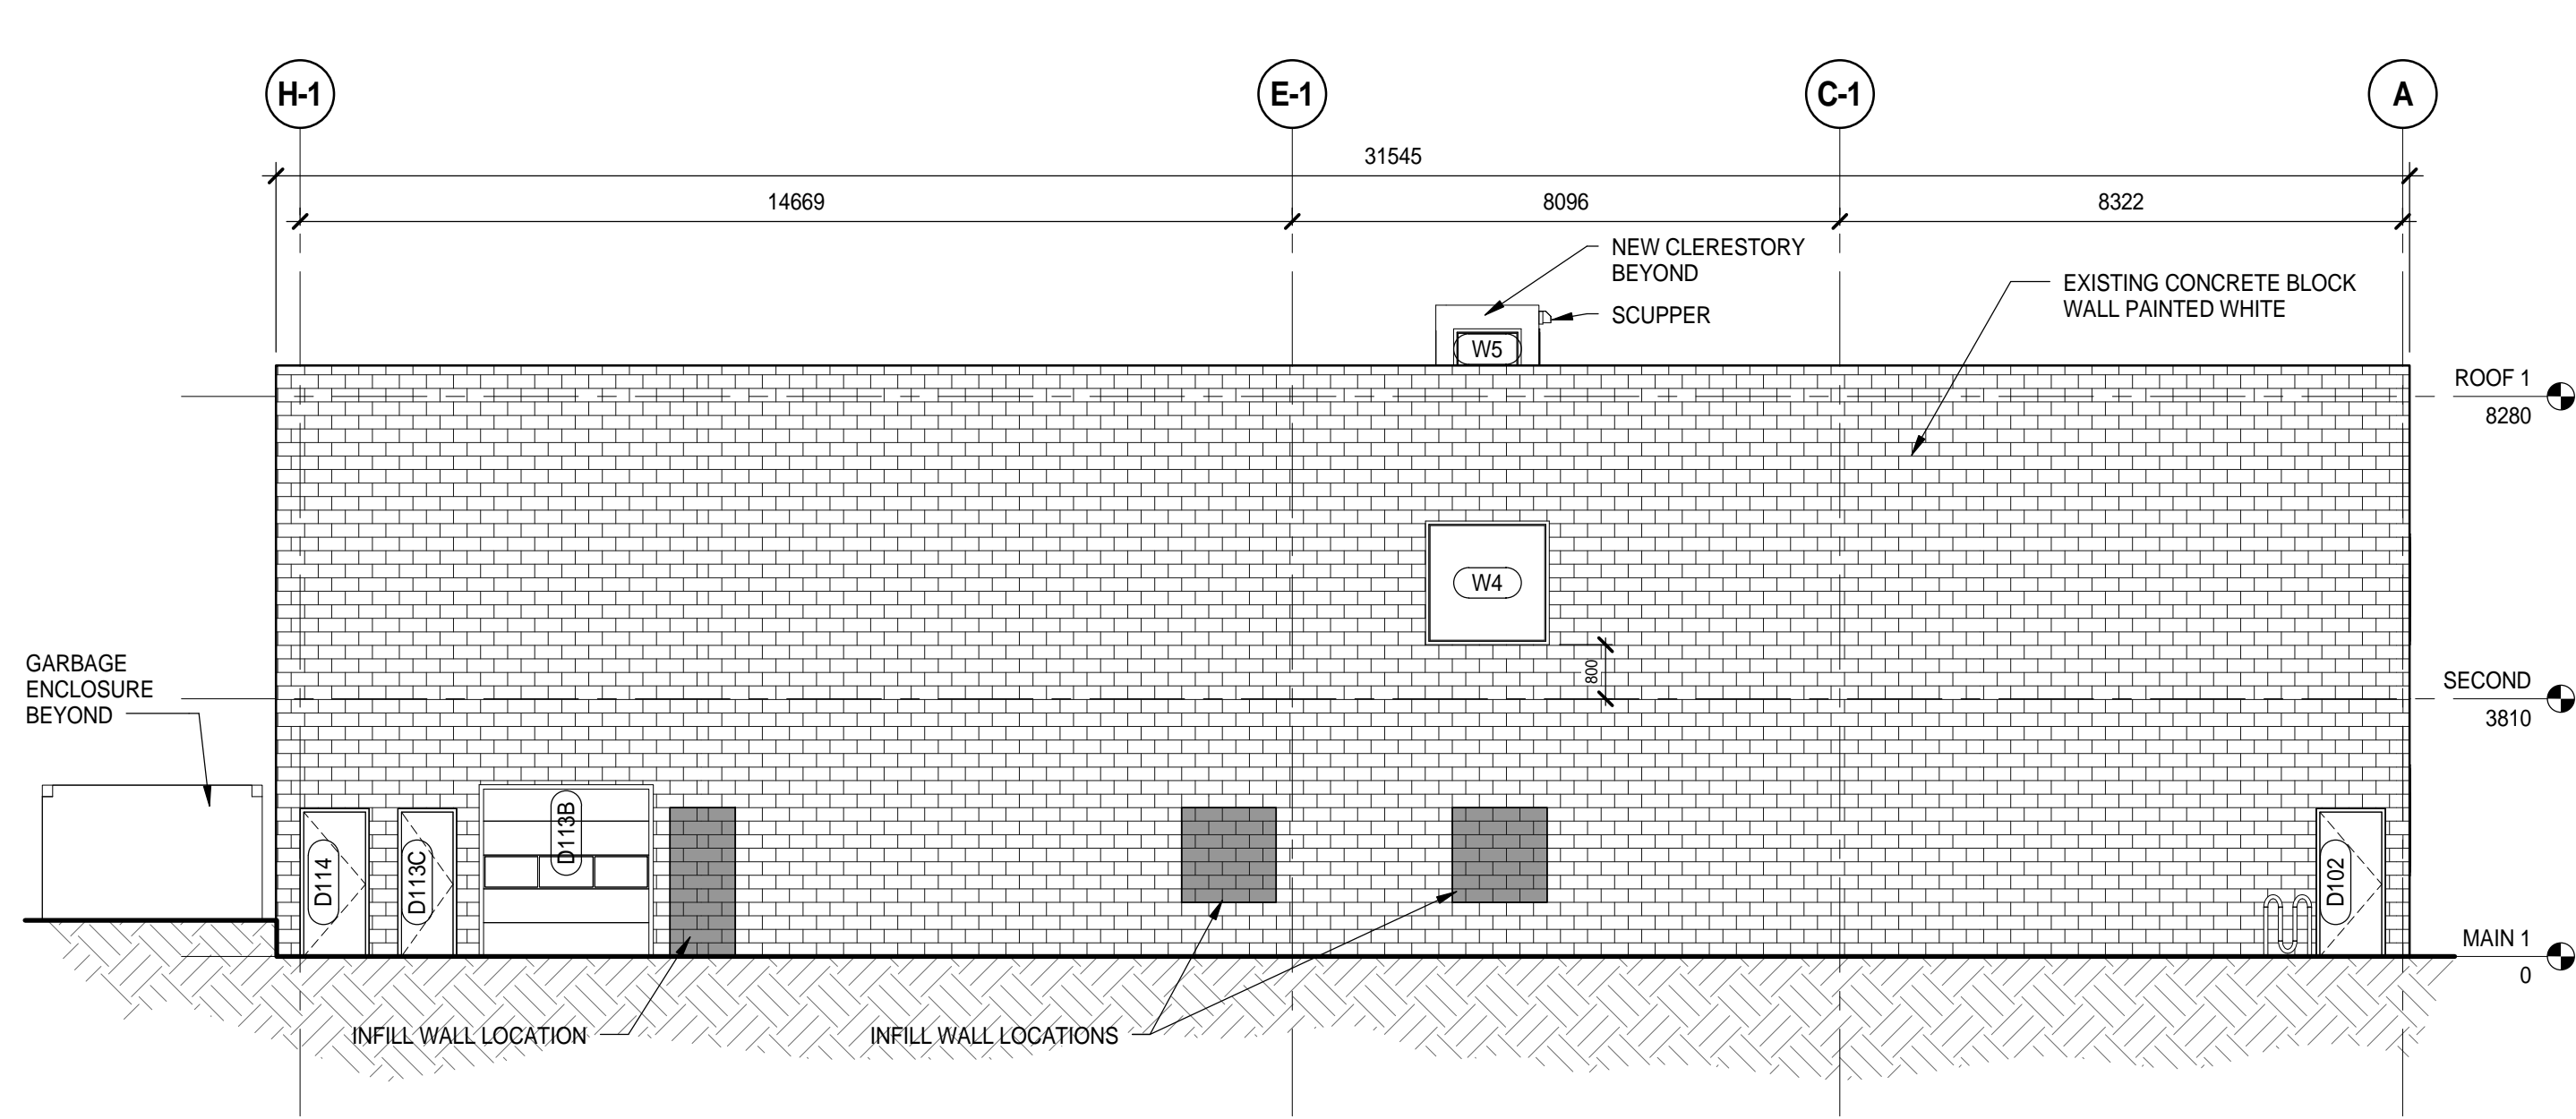 H-1
E-1
C-1
A
31545
14669
8096
8322
NEW CLERESTORY
BEYOND
SCUPPER
EXISTING CONCRETE BLOCK
WALL PAINTED WHITE
W5
ROOF 1
8280
W4
800
GARBAGE
ENCLOSURE
BEYOND
SECOND
3810
D114
D113C
D113B
D102
MAIN 1
0
INFILL WALL LOCATION
INFILL WALL LOCATIONS